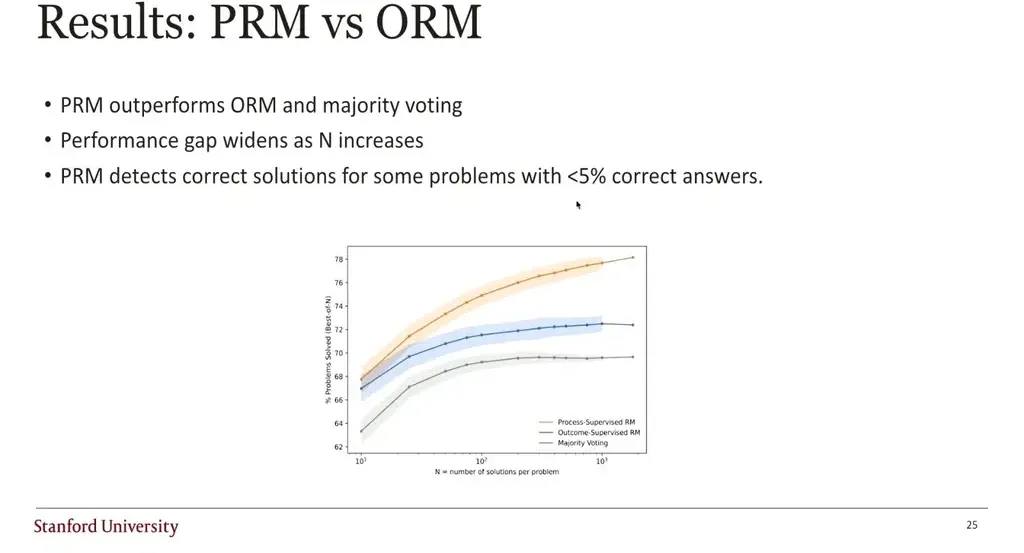 Results: PRM vs ORM
• PRM outperforms ORM and majority voting
• Performance gap widens as N increases
• PRM detects correct solutions for some problems with <5% correct answers.
78
76
74
72
70
68
66
64
62
% Problems Solved (Best-of-N)
Process-Supervised RM
Outcome-Supervised RM
Majority Voting
10¹ 10² 10³
N = number of solutions per problem
Stanford University
25